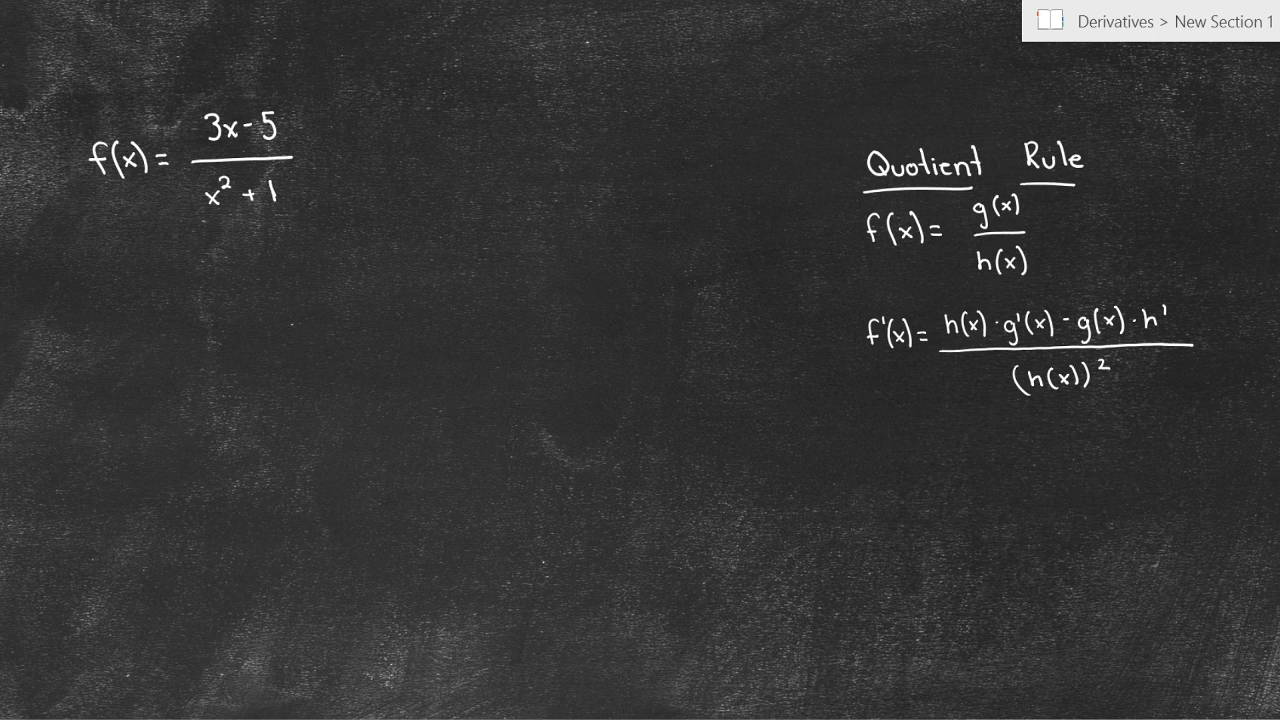 Derivatives > New Section 1
f(x) = (3x - 5) / (x² + 1)
Quotient Rule
f(x) = g(x) / h(x)
f'(x) = (h(x) · g'(x) - g(x) · h') / (h(x))²